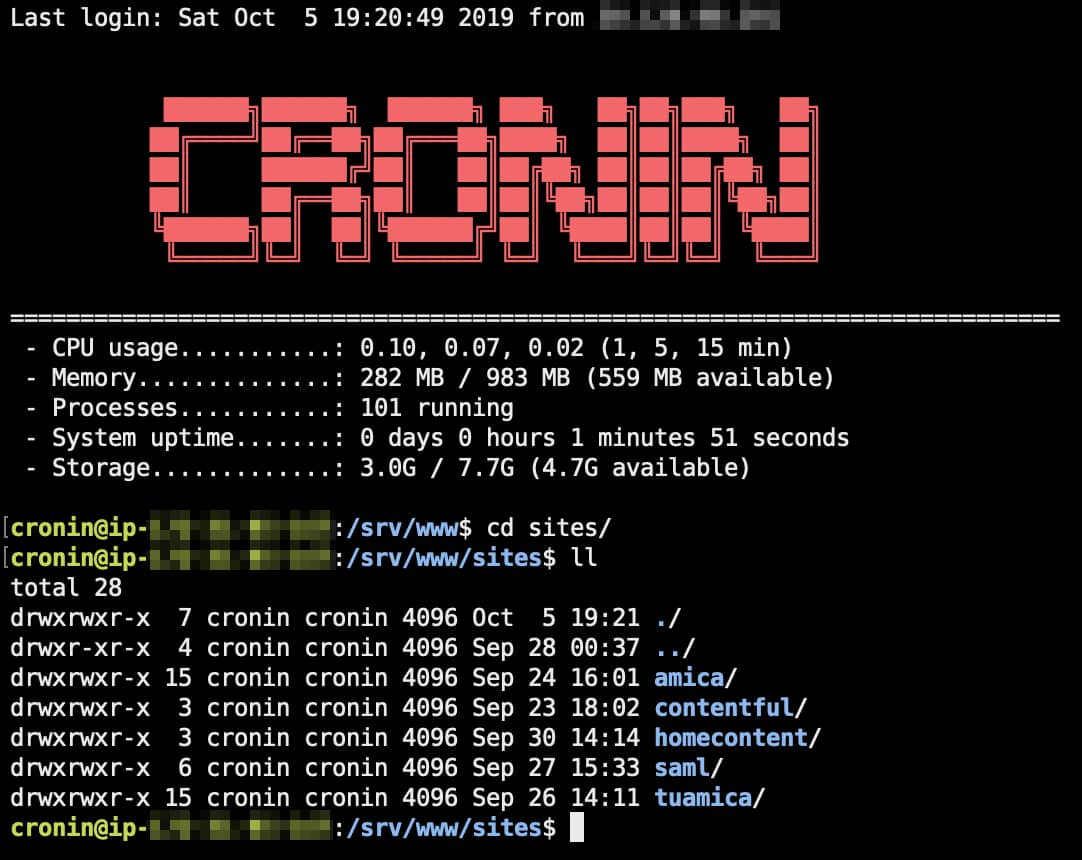 Last login: Sat Oct  5 19:20:49 2019 from
CRONIN
===========================================================================
 - CPU usage...........: 0.10, 0.07, 0.02 (1, 5, 15 min)
 - Memory..............: 282 MB / 983 MB (559 MB available)
 - Processes...........: 101 running
 - System uptime.......: 0 days 0 hours 1 minutes 51 seconds
 - Storage.............: 3.0G / 7.7G (4.7G available)
[cronin@ip-:/srv/www$ cd sites/
[cronin@ip-:/srv/www/sites$ ll
total 28
drwxrwxr-x  7 cronin cronin 4096 Oct  5 19:21 ./
drwxr-xr-x  4 cronin cronin 4096 Sep 28 00:37 ../
drwxrwxr-x 15 cronin cronin 4096 Sep 24 16:01 amica/
drwxrwxr-x  3 cronin cronin 4096 Sep 23 18:02 contentful/
drwxrwxr-x  3 cronin cronin 4096 Sep 30 14:14 homecontent/
drwxrwxr-x  6 cronin cronin 4096 Sep 27 15:33 saml/
drwxrwxr-x 15 cronin cronin 4096 Sep 26 14:11 tuamica/
cronin@ip-:/srv/www/sites$